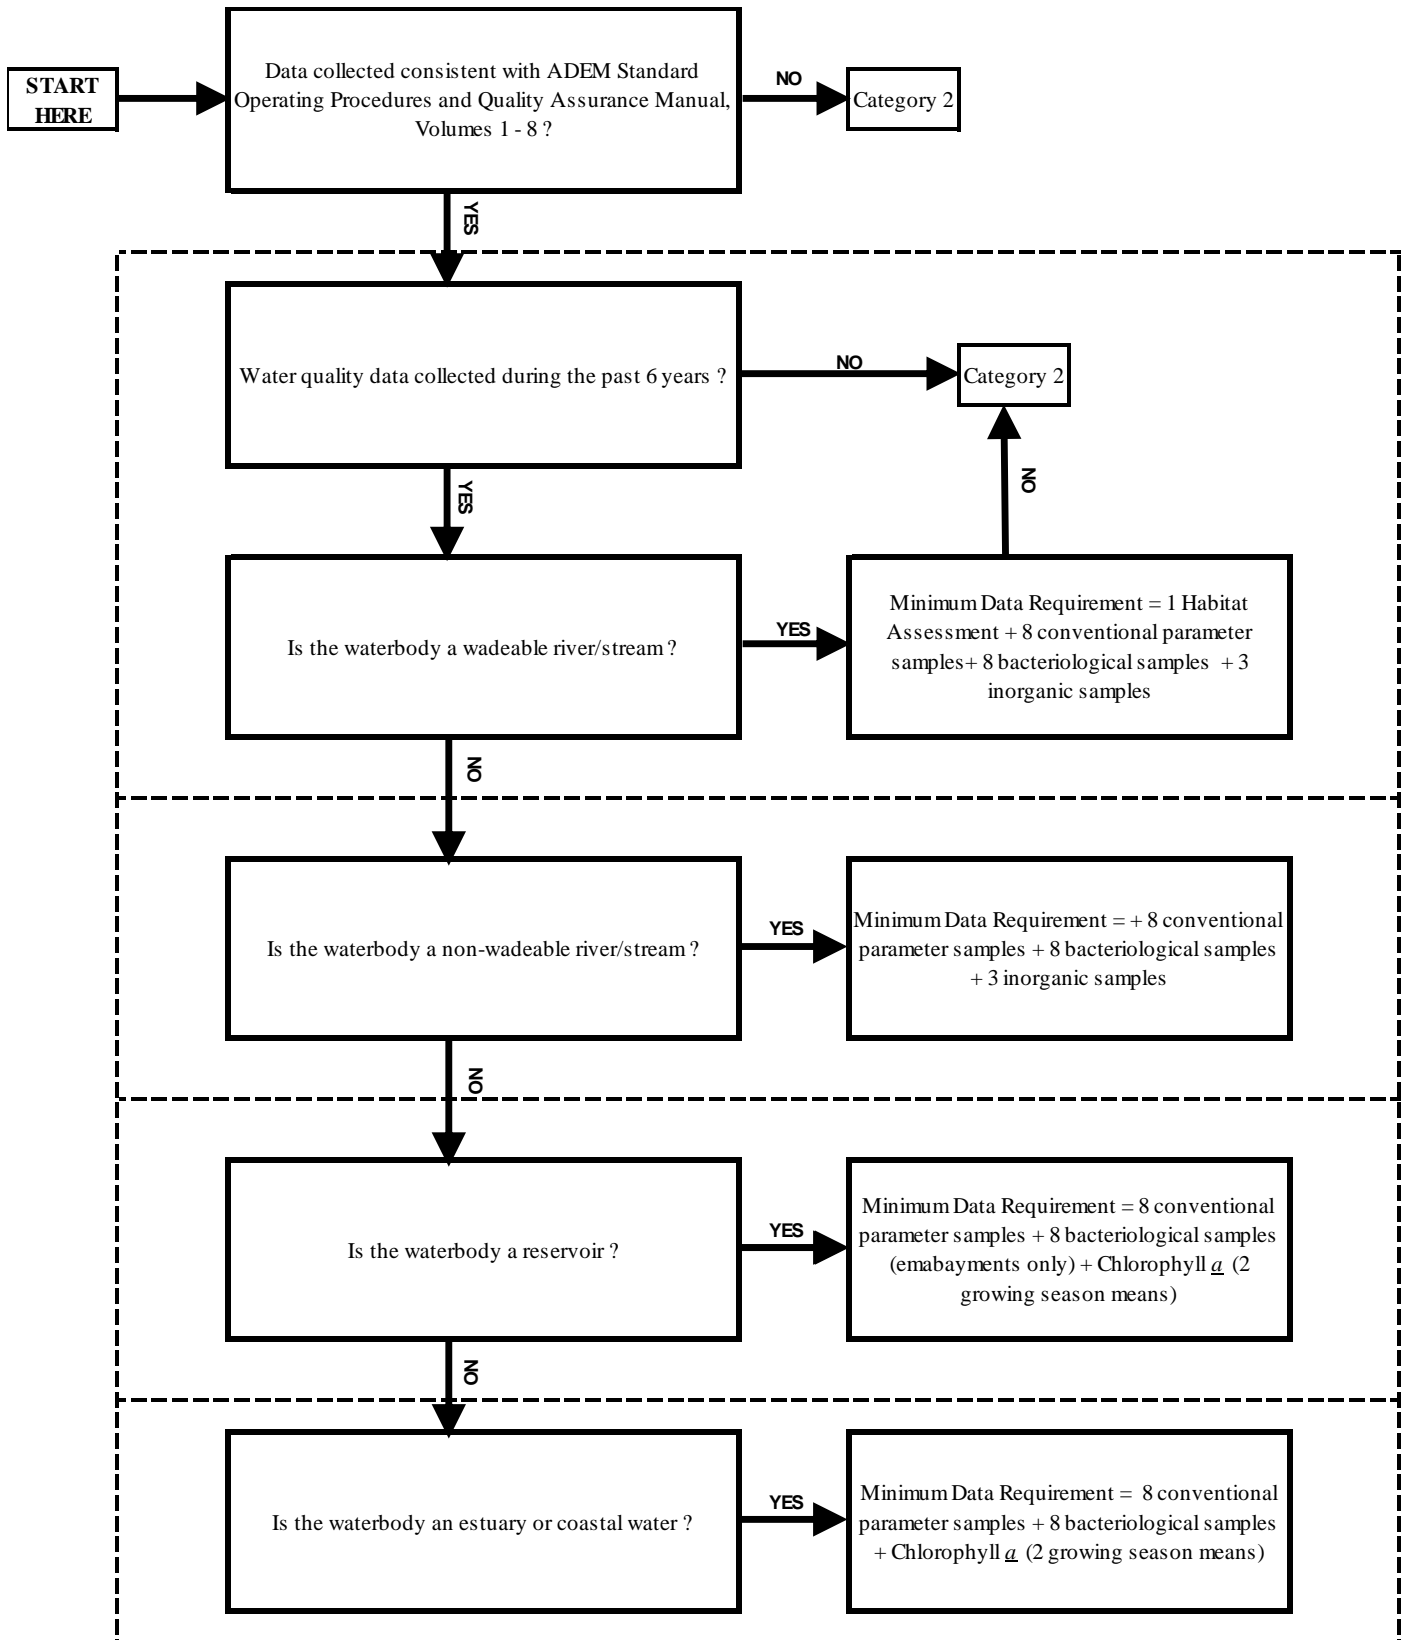 START
HERE
Data collected consistent with ADEM Standard
Operating Procedures and Quality Assurance Manual,
Volumes 1 - 8 ?
NO
Category 2
YES
Water quality data collected during the past 6 years ?
NO
Category 2
NO
YES
Is the waterbody a wadeable river/stream ?
YES
Minimum Data Requirement = 1 Habitat
Assessment + 8 conventional parameter
samples+ 8 bacteriological samples + 3
inorganic samples
NO
Is the waterbody a non-wadeable river/stream ?
YES
Minimum Data Requirement = + 8 conventional
parameter samples + 8 bacteriological samples
+ 3 inorganic samples
NO
Is the waterbody a reservoir ?
YES
Minimum Data Requirement = 8 conventional
parameter samples + 8 bacteriological samples
(emabayments only) + Chlorophyll a (2
growing season means)
NO
Is the waterbody an estuary or coastal water ?
YES
Minimum Data Requirement = 8 conventional
parameter samples + 8 bacteriological samples
+ Chlorophyll a (2 growing season means)